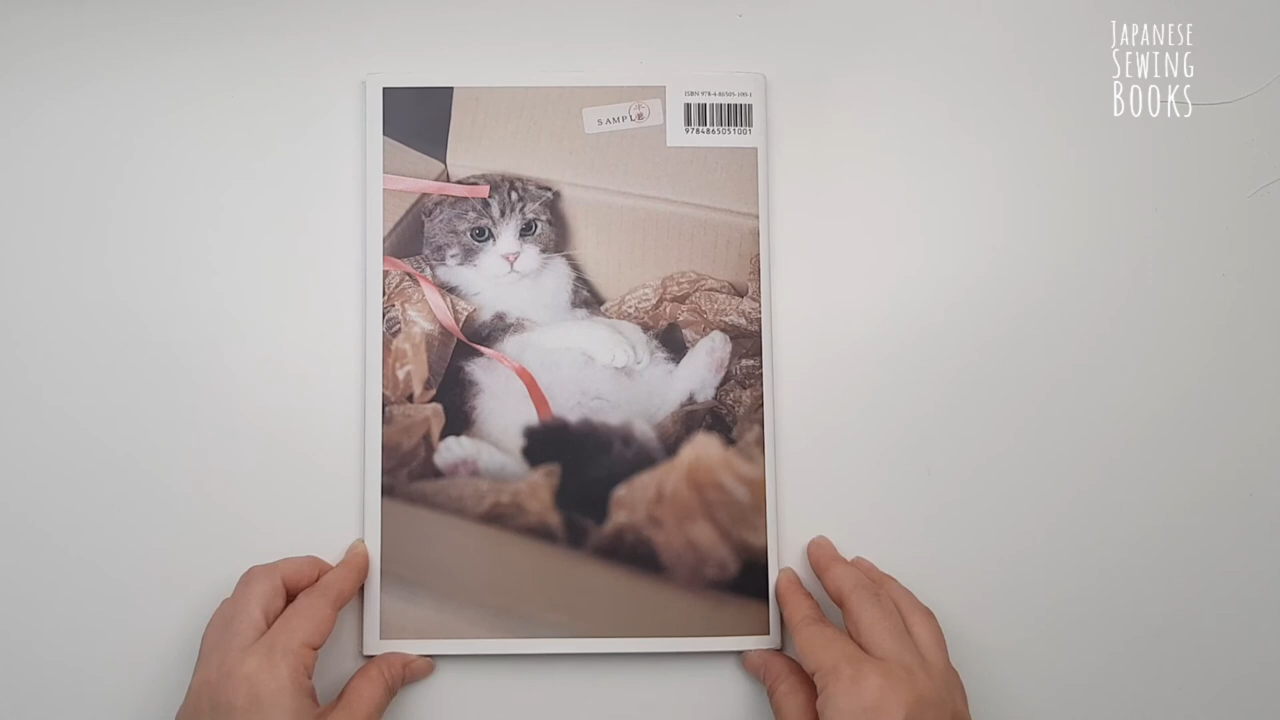 JAPANESE
SEWING
BOOKS
ISBN 978-4-86505-100-1
9784865051001
SAMPLE